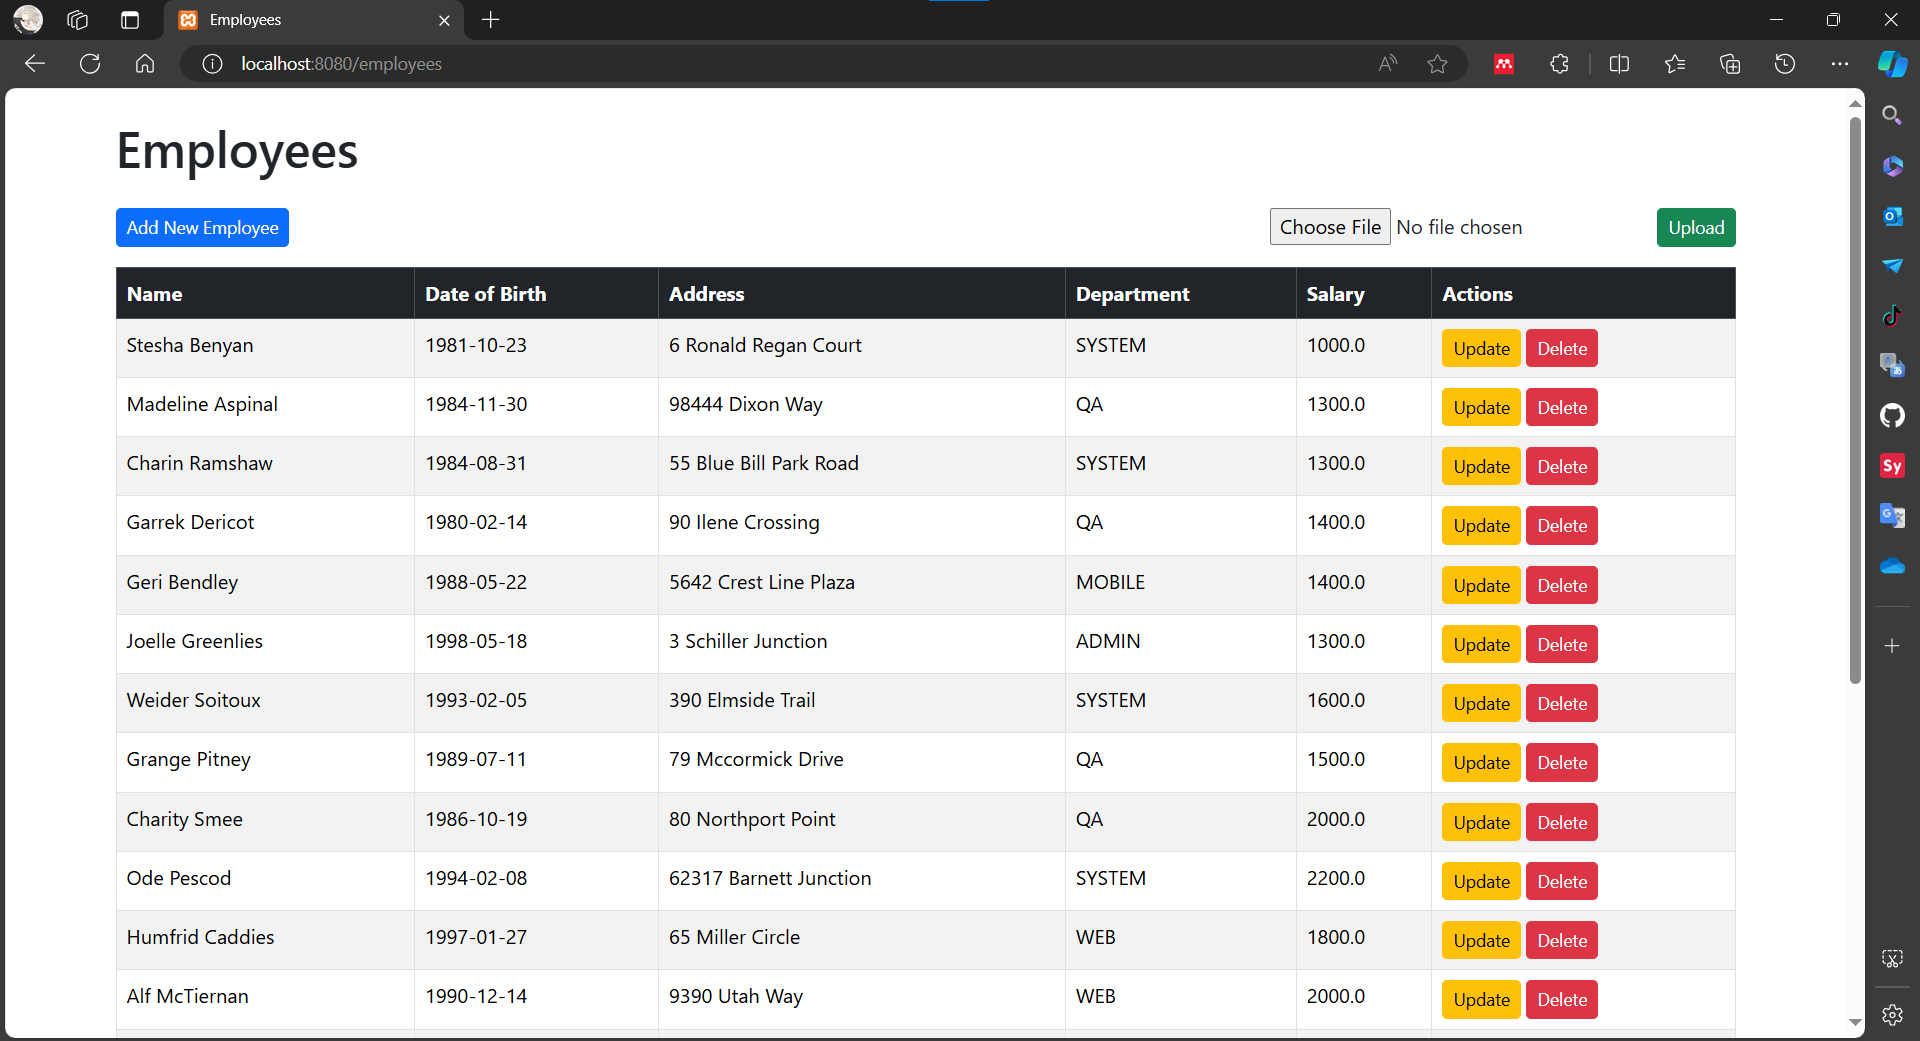 Employees
localhost:8080/employees
Employees
Add New Employee Choose File No file chosen Upload
Name Date of Birth Address Department Salary Actions
Stesha Benyan 1981-10-23 6 Ronald Regan Court SYSTEM 1000.0 Update Delete
Madeline Aspinal 1984-11-30 98444 Dixon Way QA 1300.0 Update Delete
Charin Ramshaw 1984-08-31 55 Blue Bill Park Road SYSTEM 1300.0 Update Delete
Garrek Dericot 1980-02-14 90 Ilene Crossing QA 1400.0 Update Delete
Geri Bendley 1988-05-22 5642 Crest Line Plaza MOBILE 1400.0 Update Delete
Joelle Greenlies 1998-05-18 3 Schiller Junction ADMIN 1300.0 Update Delete
Weider Soitoux 1993-02-05 390 Elmside Trail SYSTEM 1600.0 Update Delete
Grange Pitney 1989-07-11 79 Mccormick Drive QA 1500.0 Update Delete
Charity Smee 1986-10-19 80 Northport Point QA 2000.0 Update Delete
Ode Pescod 1994-02-08 62317 Barnett Junction SYSTEM 2200.0 Update Delete
Humfrid Caddies 1997-01-27 65 Miller Circle WEB 1800.0 Update Delete
Alf McTiernan 1990-12-14 9390 Utah Way WEB 2000.0 Update Delete
Sy